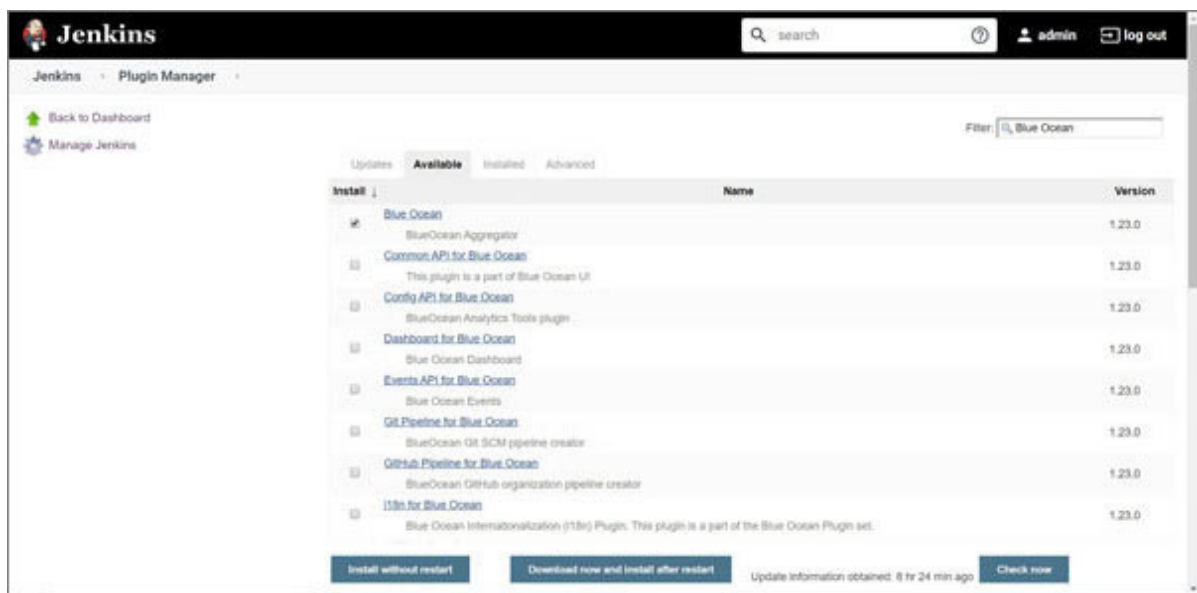 Jenkins
search
admin
log out
Jenkins
Plugin Manager
Back to Dashboard
Manage Jenkins
Filter: Blue Ocean
Updates Available Installed Advanced
Install ↓ Name Version
Blue Ocean
BlueOcean Aggregator
1.23.0
Common API for Blue Ocean
This plugin is a part of Blue Ocean UI
1.23.0
Config API for Blue Ocean
BlueOcean Analytics Tools plugin
1.23.0
Dashboard for Blue Ocean
Blue Ocean Dashboard
1.23.0
Events API for Blue Ocean
Blue Ocean Events
1.23.0
Git Pipeline for Blue Ocean
BlueOcean Git SCM pipeline creator
1.23.0
GitHub Pipeline for Blue Ocean
BlueOcean GitHub organization pipeline creator
1.23.0
i18n for Blue Ocean
Blue Ocean Internationalization (i18n) Plugin. This plugin is a part of the Blue Ocean Plugin set.
1.23.0
Install without restart
Download now and install after restart
Update information obtained: 8 hr 24 min ago
Check now